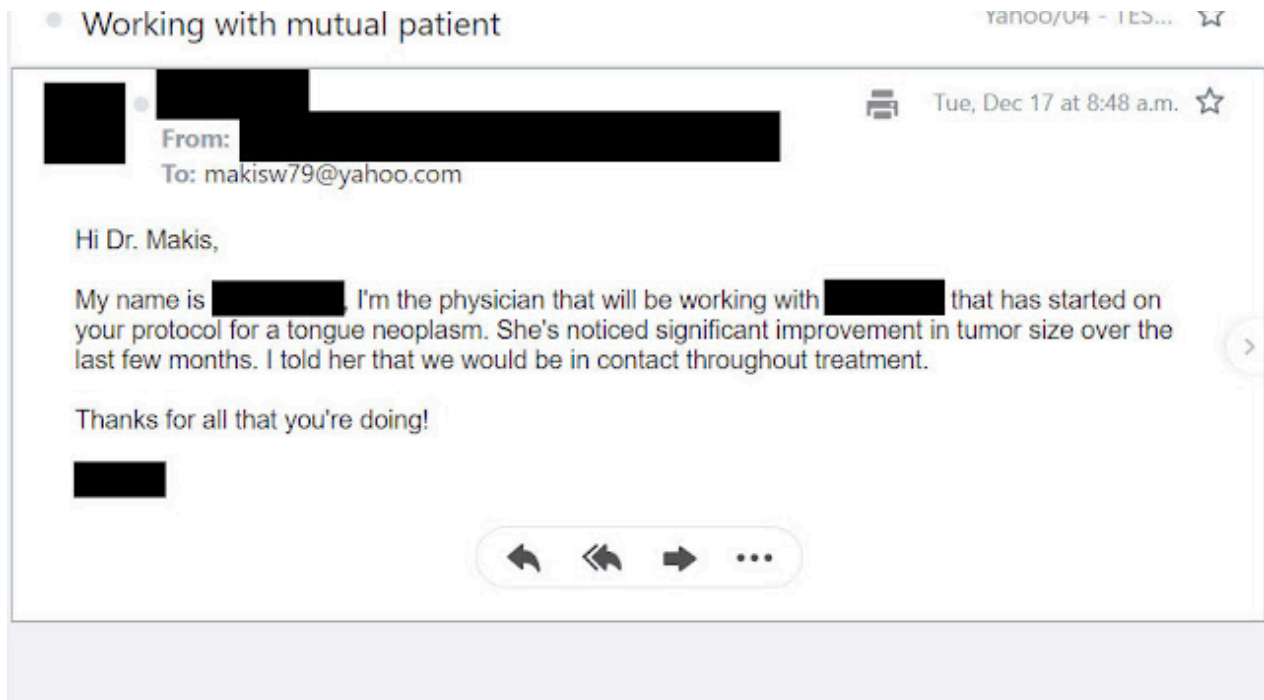 Working with mutual patient
Yahoo/04 - TES...
Tue, Dec 17 at 8:48 a.m.
From:
To: makisw79@yahoo.com
Hi Dr. Makis,
My name is , I'm the physician that will be working with that has started on
your protocol for a tongue neoplasm. She's noticed significant improvement in tumor size over the
last few months. I told her that we would be in contact throughout treatment.
Thanks for all that you're doing!